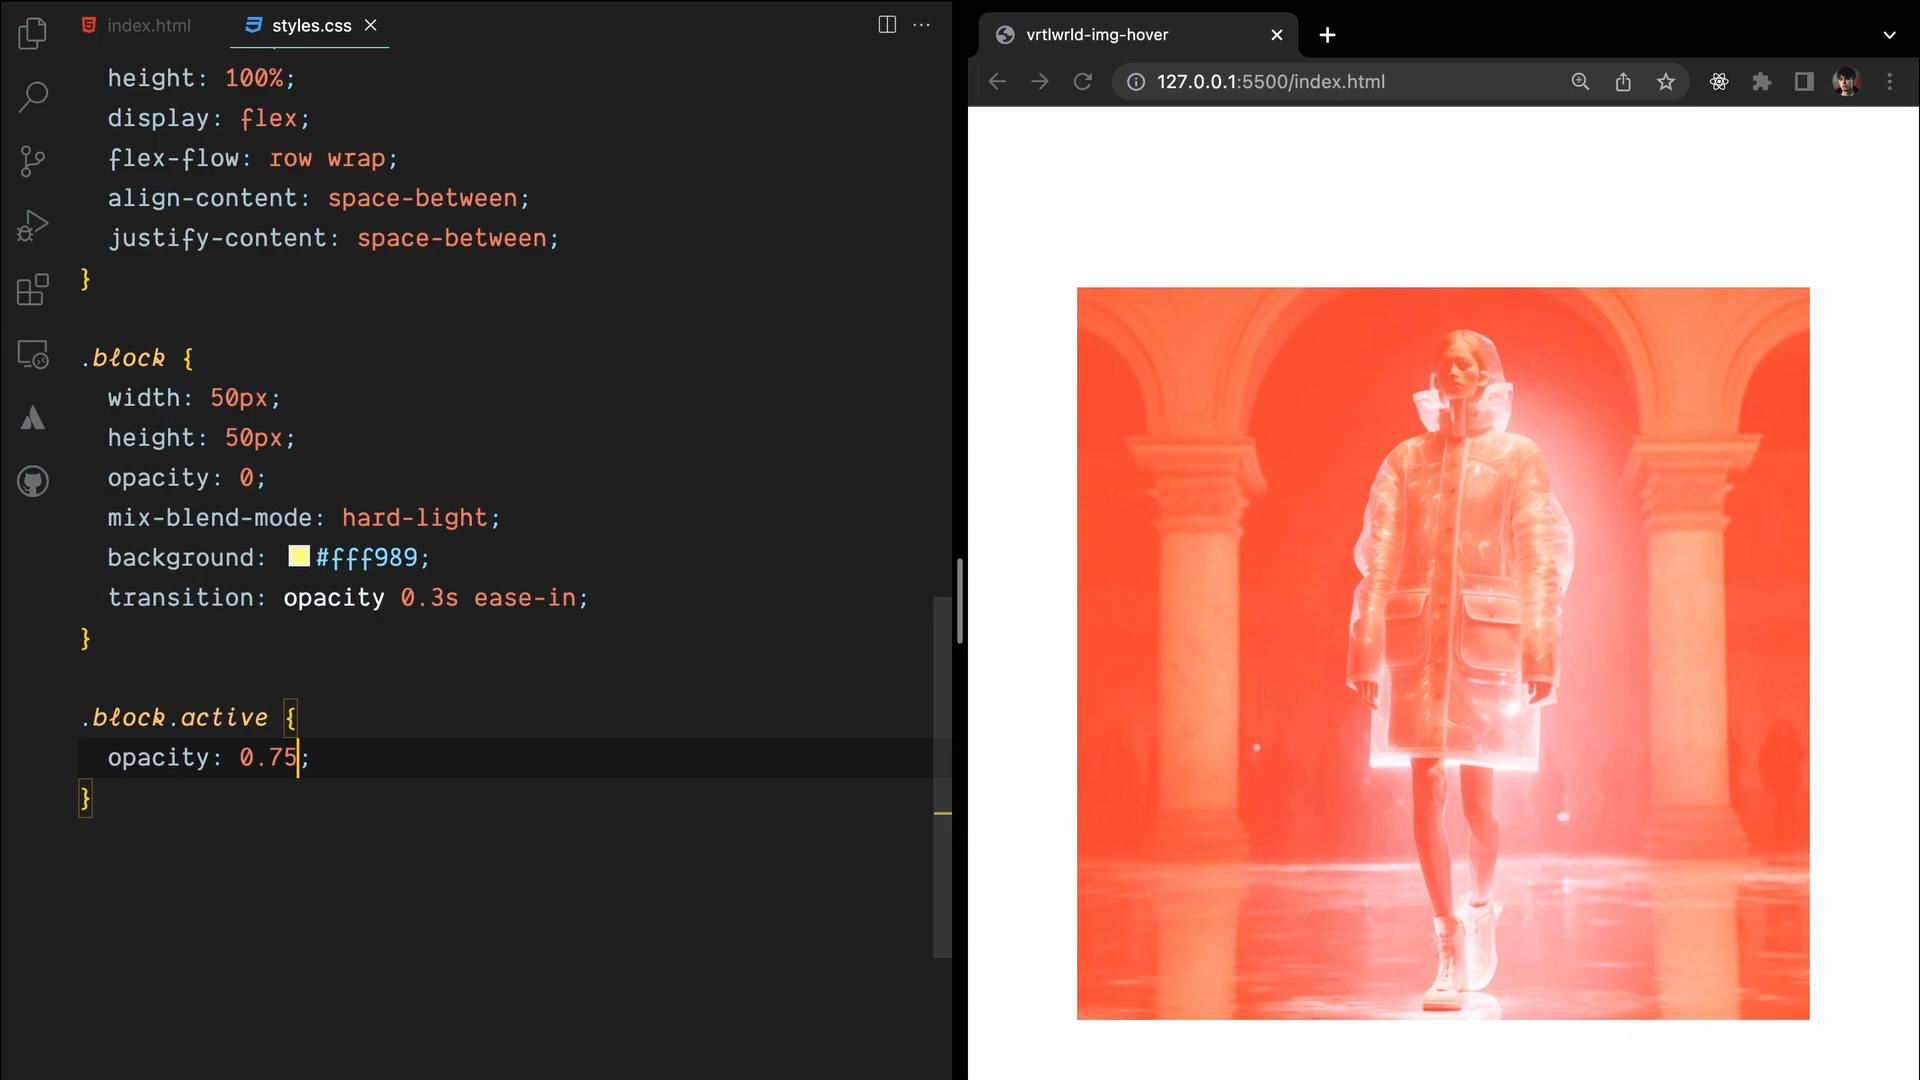 index.html
styles.css
height: 100%;
display: flex;
flex-flow: row wrap;
align-content: space-between;
justify-content: space-between;
}
.block {
width: 50px;
height: 50px;
opacity: 0;
mix-blend-mode: hard-light;
background: #fff989;
transition: opacity 0.3s ease-in;
}
.block.active {
opacity: 0.75;
}
vrtlwrld-img-hover
127.0.0.1:5500/index.html